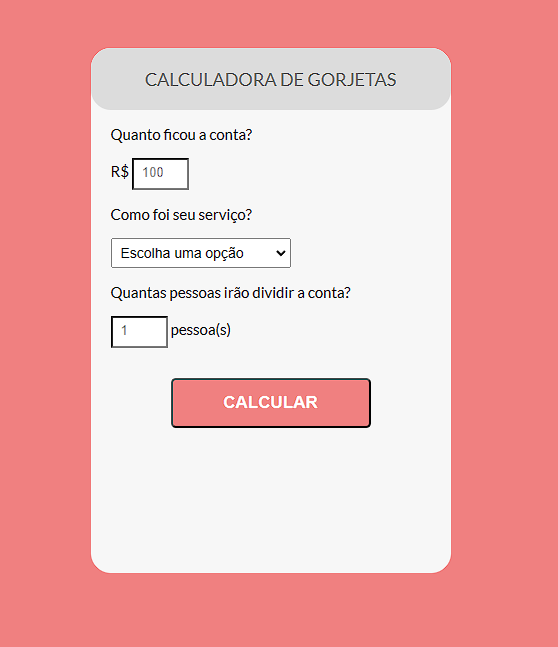 CALCULADORA DE GORJETAS
Quanto ficou a conta?
R$ 100
Como foi seu serviço?
Escolha uma opção
Quantas pessoas irão dividir a conta?
1 pessoa(s)
CALCULAR